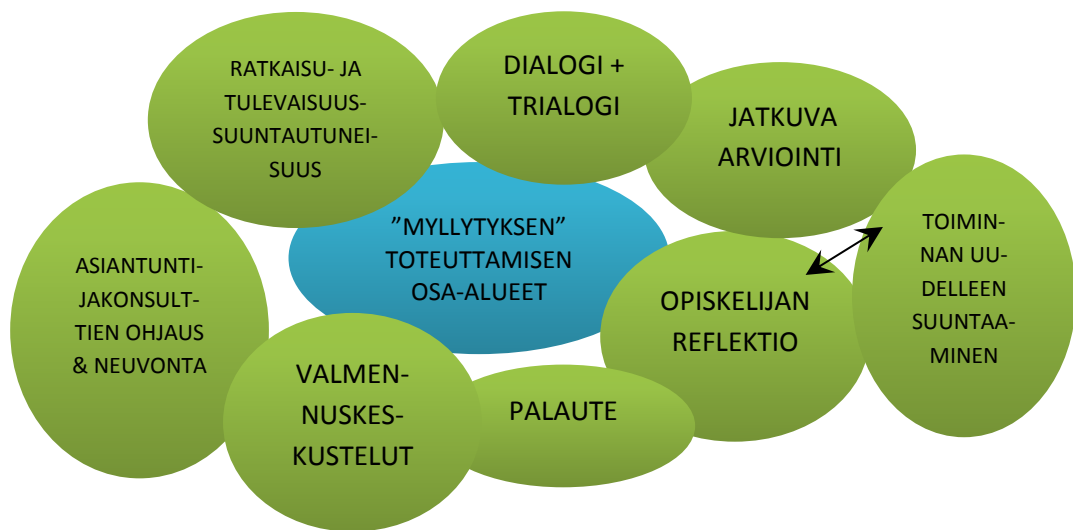 RATKAISU- JA
TULEVAISUUS-
SUUNTAUTUNEI-
SUUS
DIALOGI +
TRIALOGI
JATKUVA
ARVIOINTI
TOIMIN-
NAN UU-
DELLEEN
SUUNTAA-
MINEN
”MYLLYTYKSEN”
TOTEUTTAMISEN
OSA-ALUEET
ASIANTUNTI-
JAKONSULT-
TIEN OHJAUS
& NEUVONTA
OPISKELIJAN
REFLEKTIO
VALMEN-
NUSKES-
KUSTELUT
PALAUTE